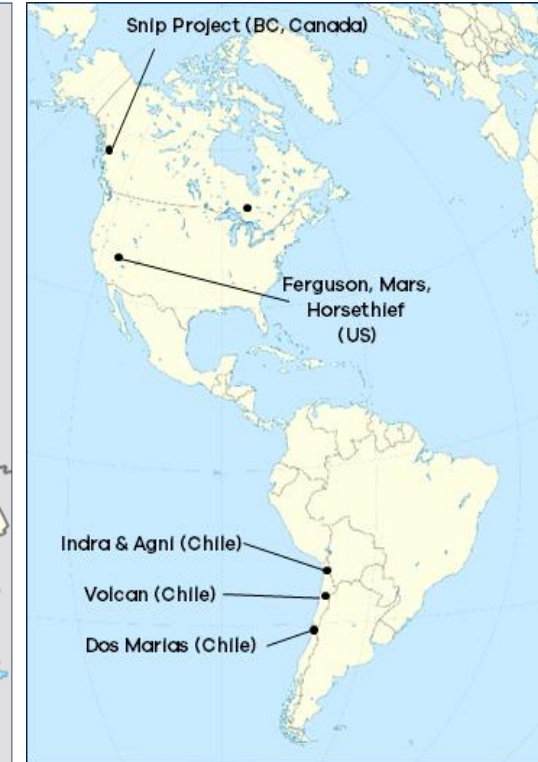 Snip Project (BC, Canada)
Ferguson, Mars,
Horsethief
(US)
Indra & Agni (Chile)
Volcan (Chile)
Dos Marias (Chile)